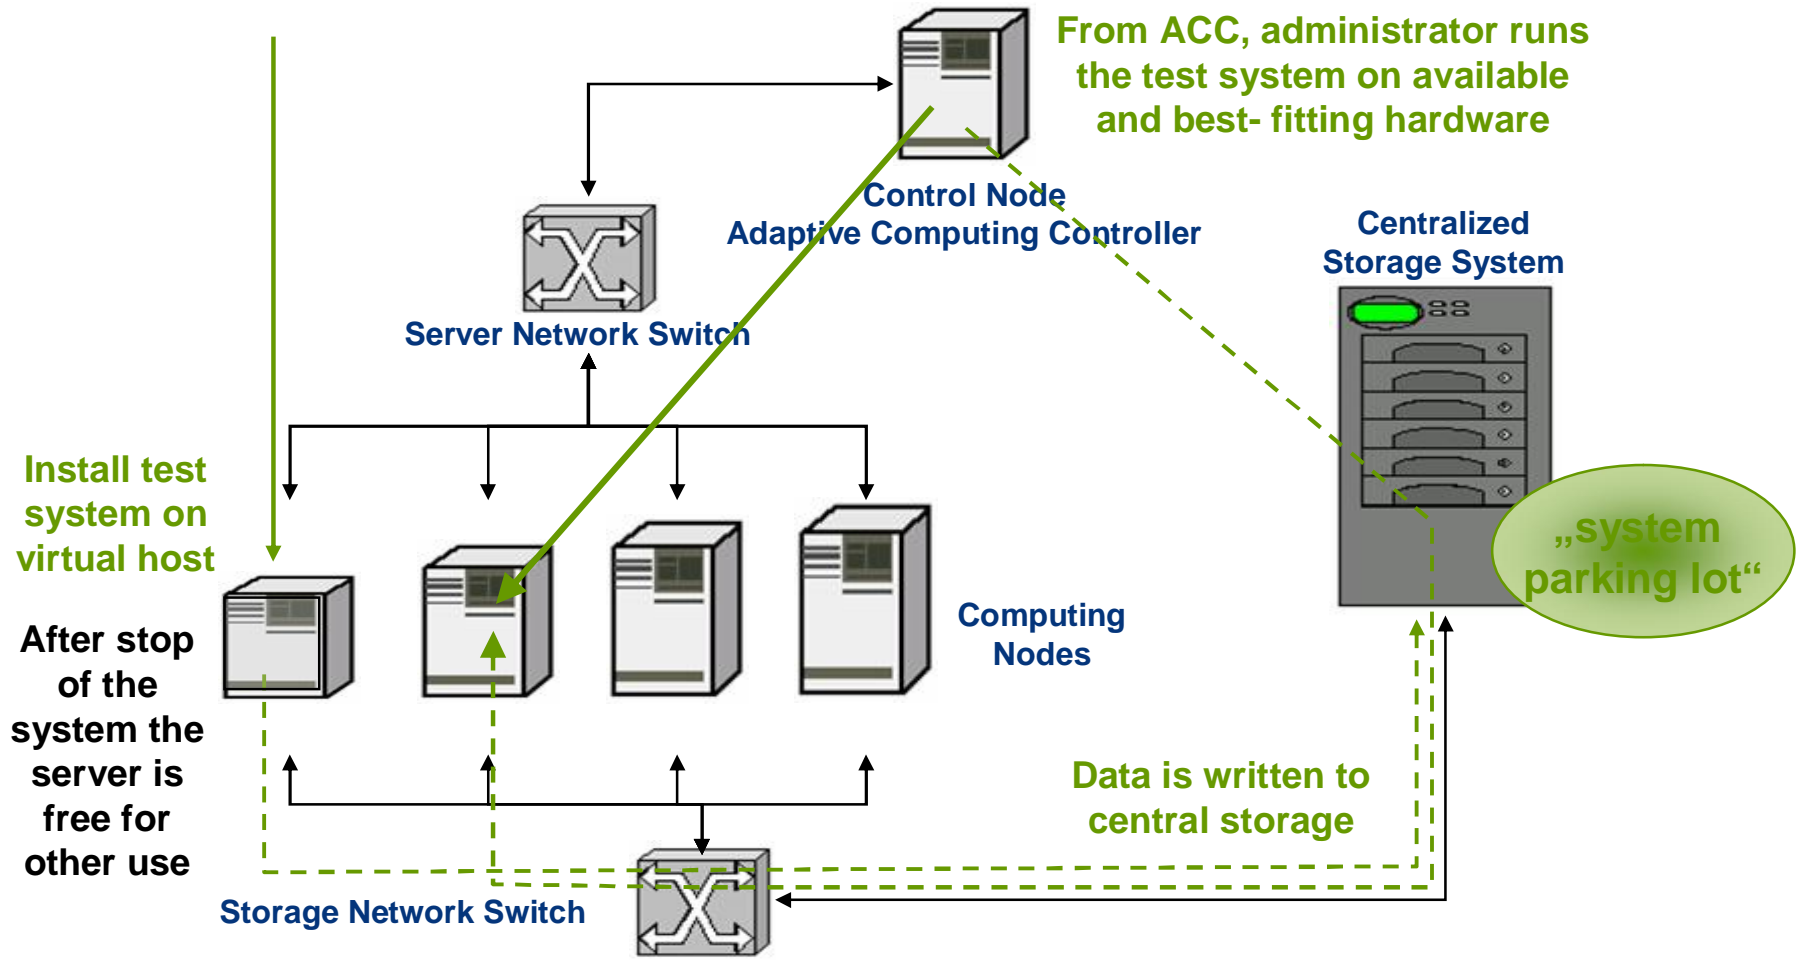 From ACC, administrator runs
the test system on available
and best- fitting hardware
Control Node
Adaptive Computing Controller
Centralized
Storage System
Server Network Switch
Install test
system on
virtual host
„system
parking lot“
After stop
of the
system the
server is
free for
other use
Computing
Nodes
Data is written to
central storage
Storage Network Switch